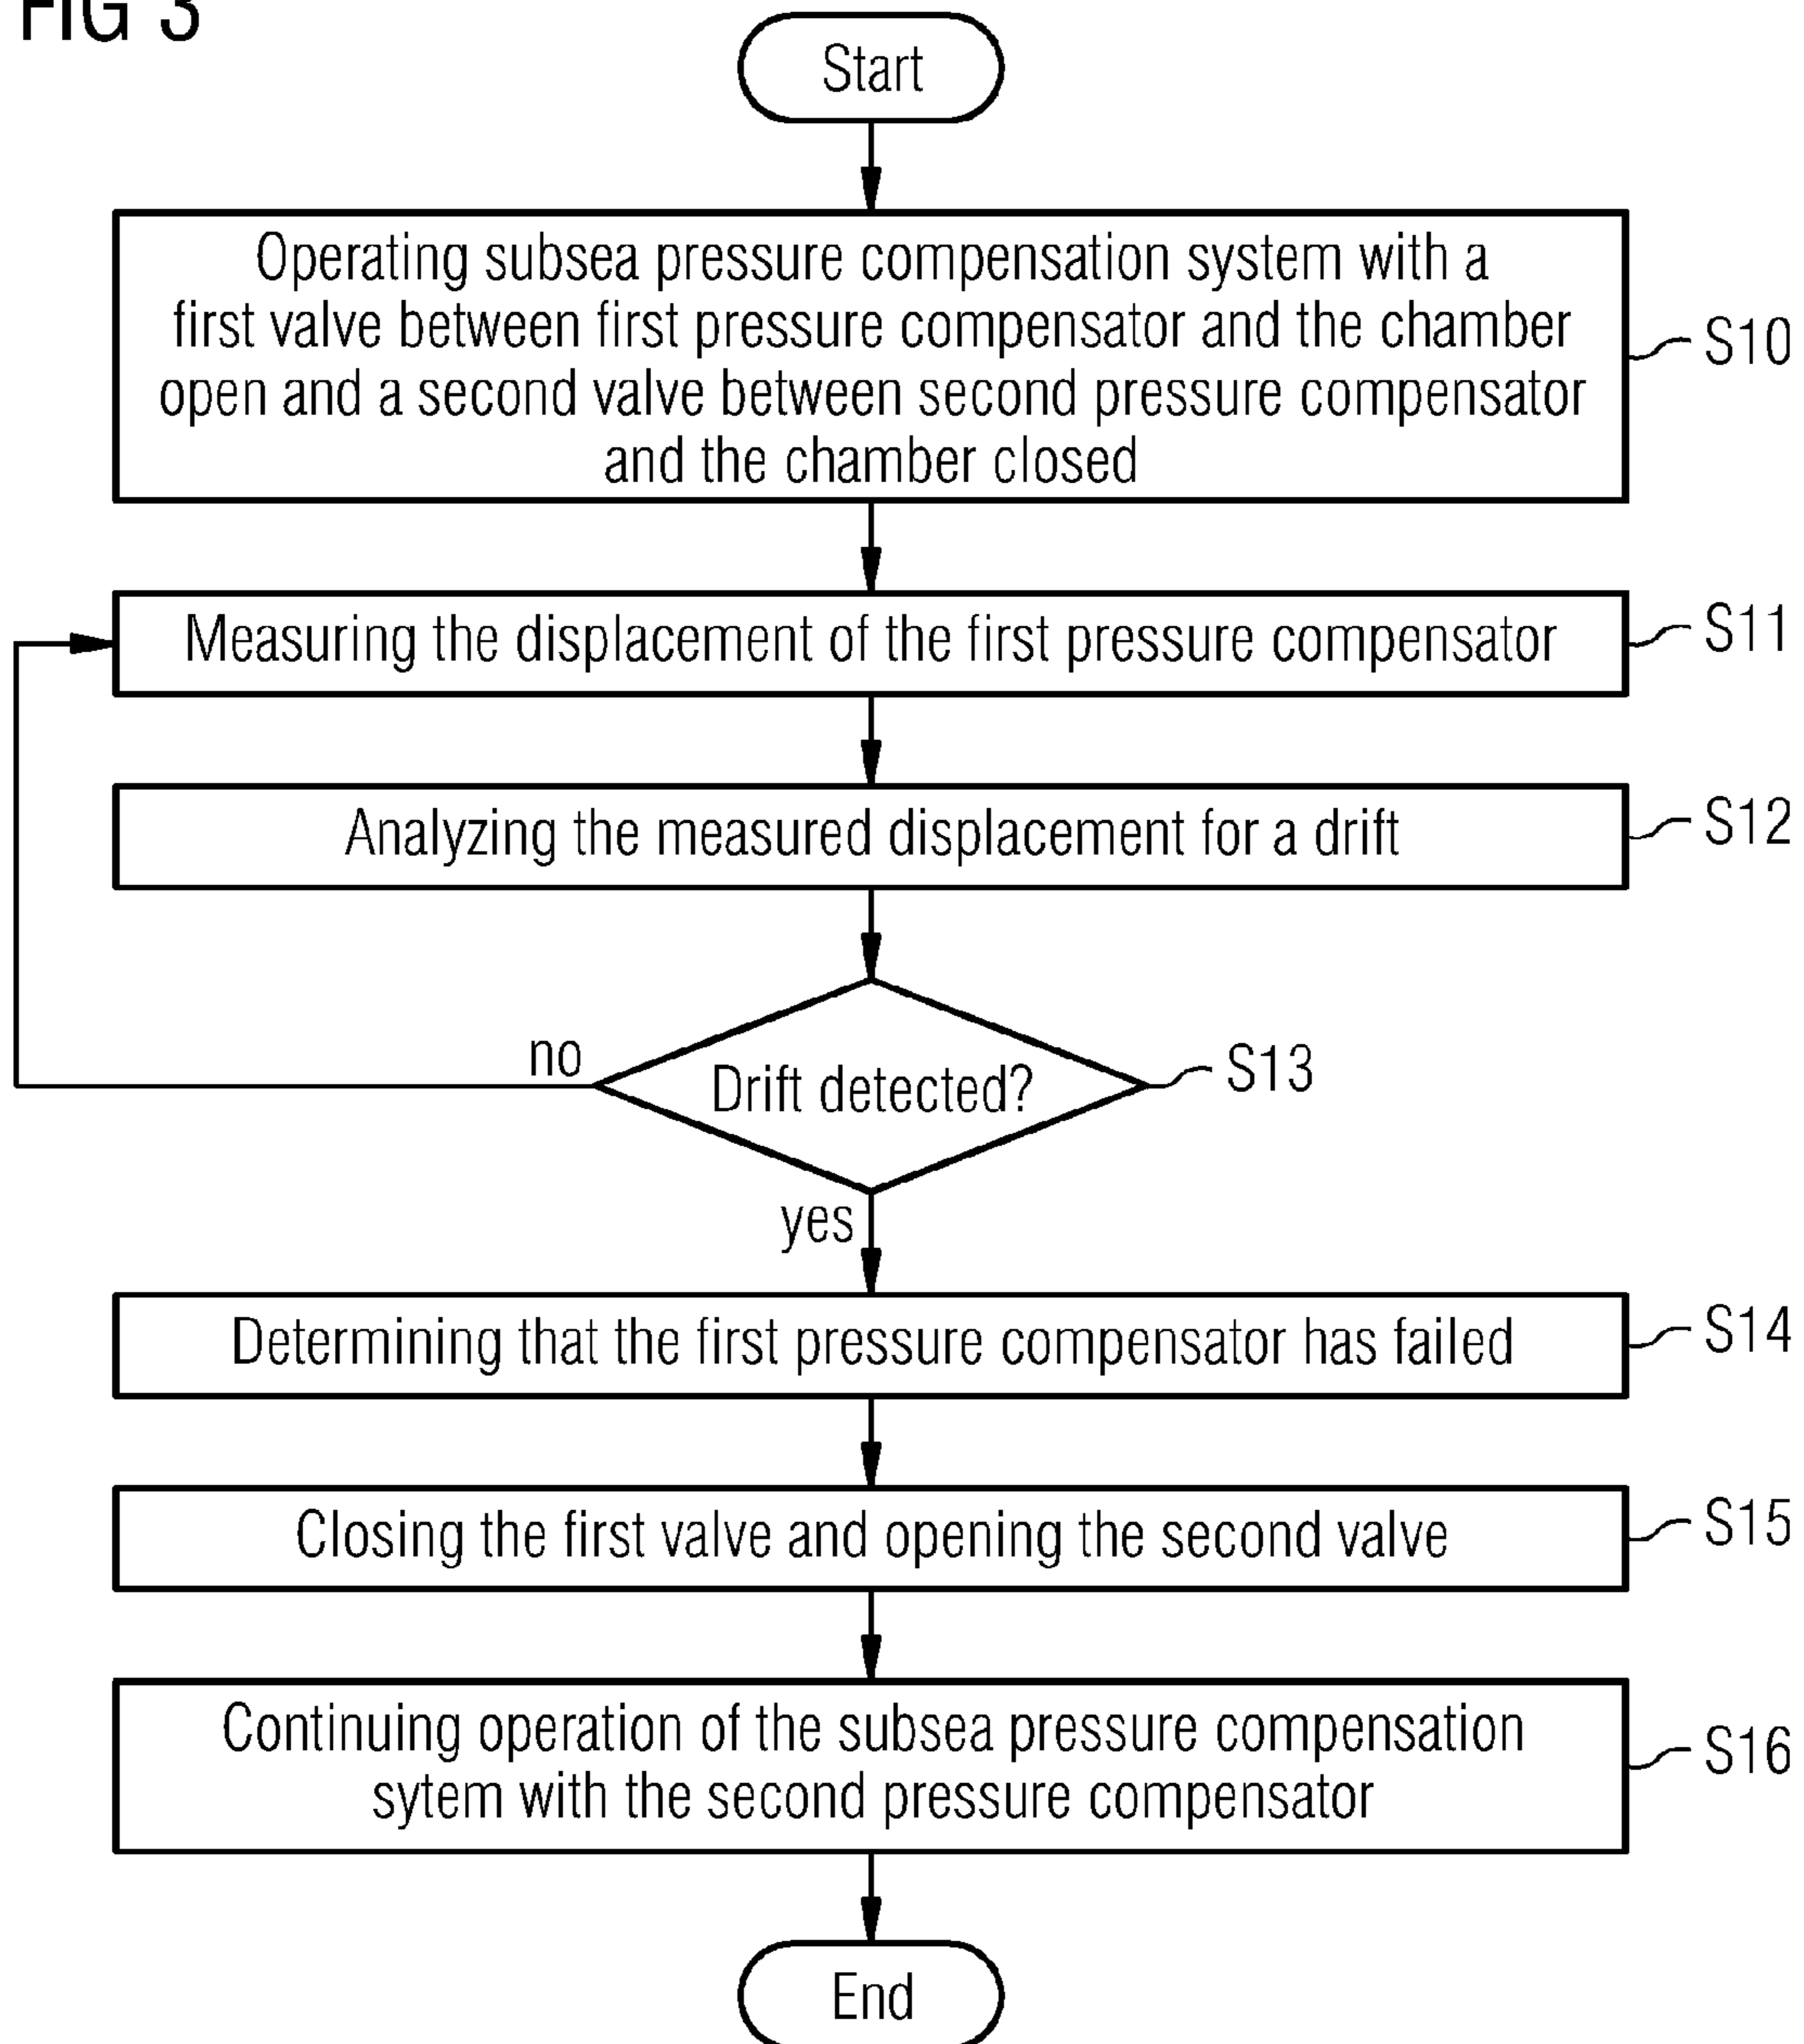 FIG 3
Start
Operating subsea pressure compensation system with a
first valve between first pressure compensator and the chamber
open and a second valve between second pressure compensator
and the chamber closed
S10
Measuring the displacement of the first pressure compensator
S11
Analyzing the measured displacement for a drift
S12
no
Drift detected?
S13
yes
Determining that the first pressure compensator has failed
S14
Closing the first valve and opening the second valve
S15
Continuing operation of the subsea pressure compensation
sytem with the second pressure compensator
S16
End